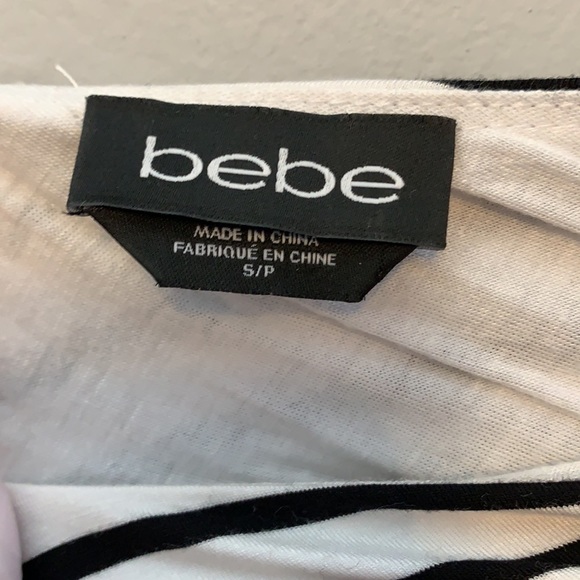 bebe
MADE IN CHINA
FABRIQUÉ EN CHINE
S/P